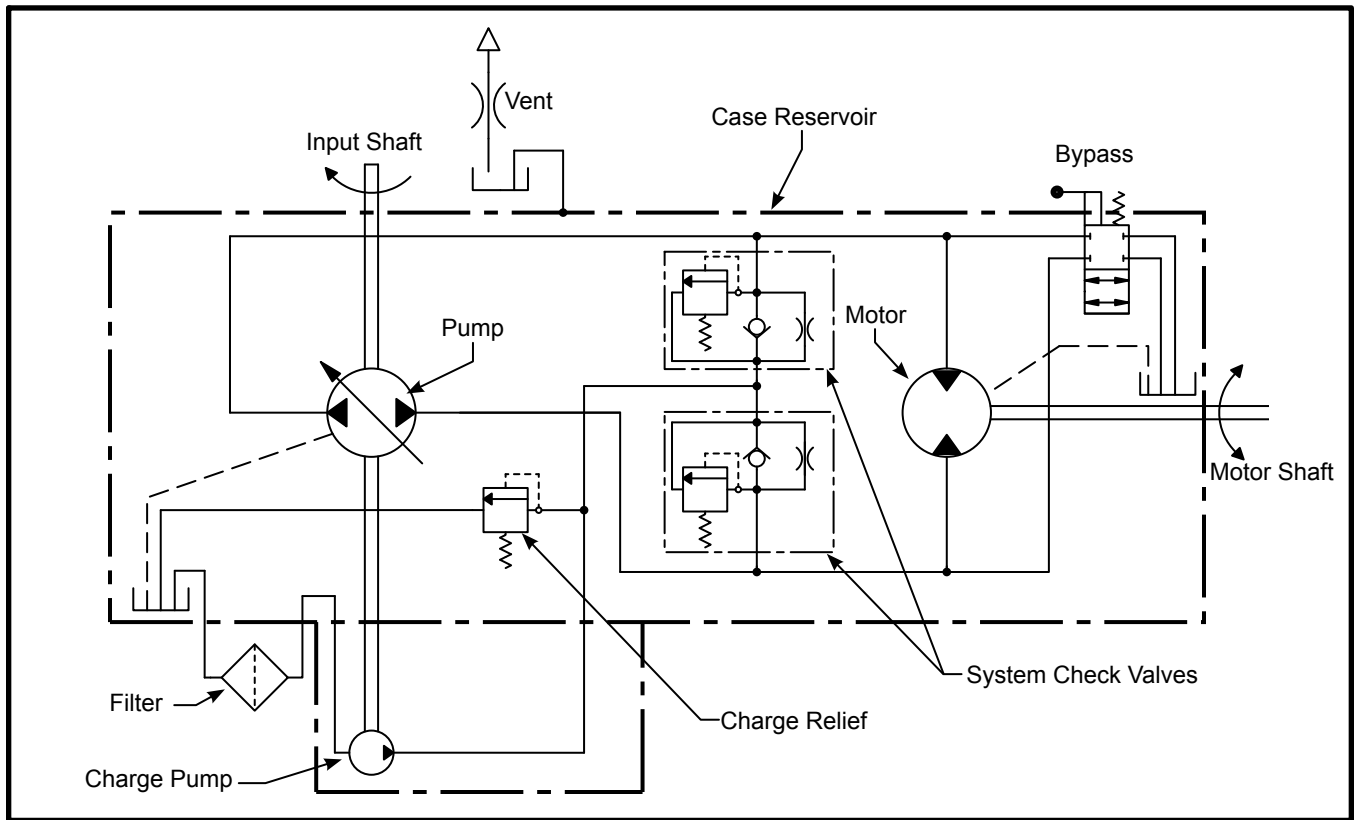 Vent
Case Reservoir
Input Shaft
Bypass
Pump
Motor
Motor Shaft
System Check Valves
Filter
Charge Relief
Charge Pump